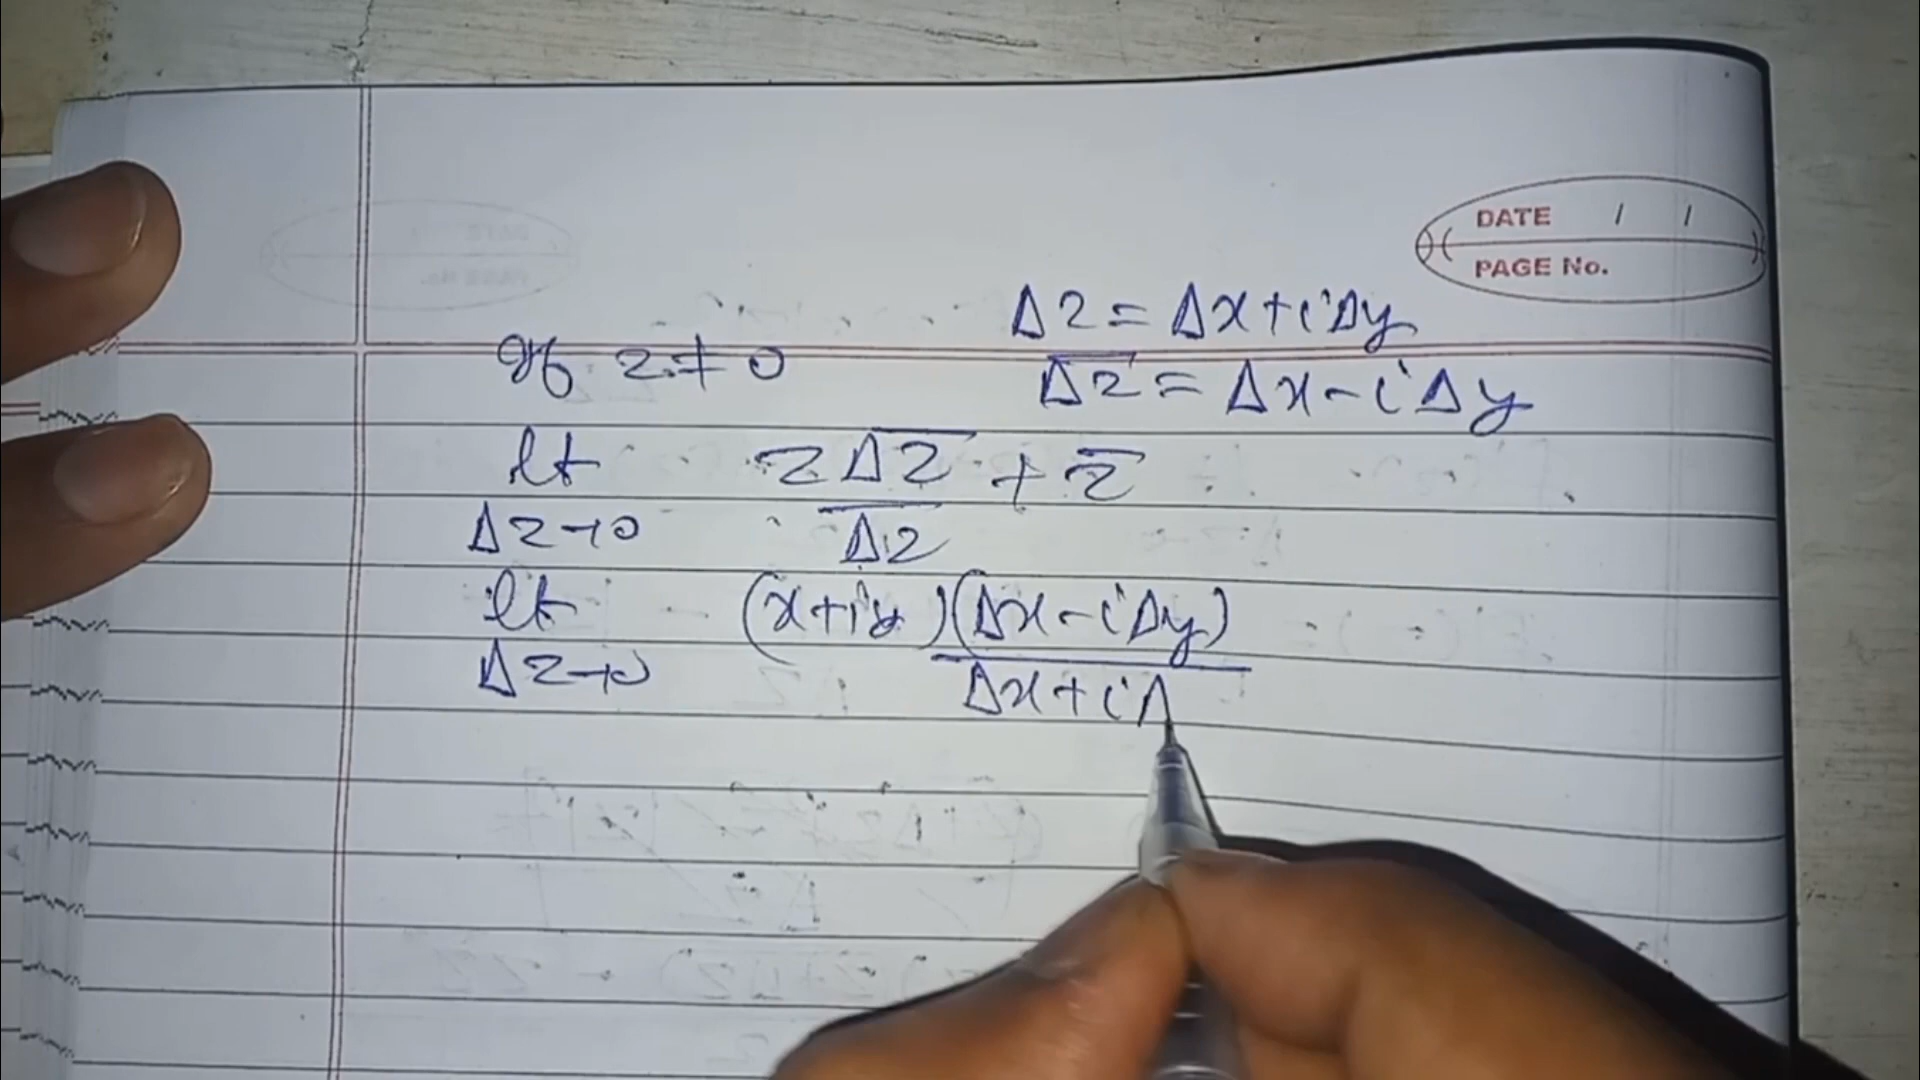 DATE / /
PAGE No.
Δz = Δx + iΔy
If z ≠ 0
Δz̅ = Δx - iΔy
lt zΔz̅ + z̅
Δz→0 Δz
lt (x+iy)(Δx-iΔy)
Δz→0 Δx+iΔ